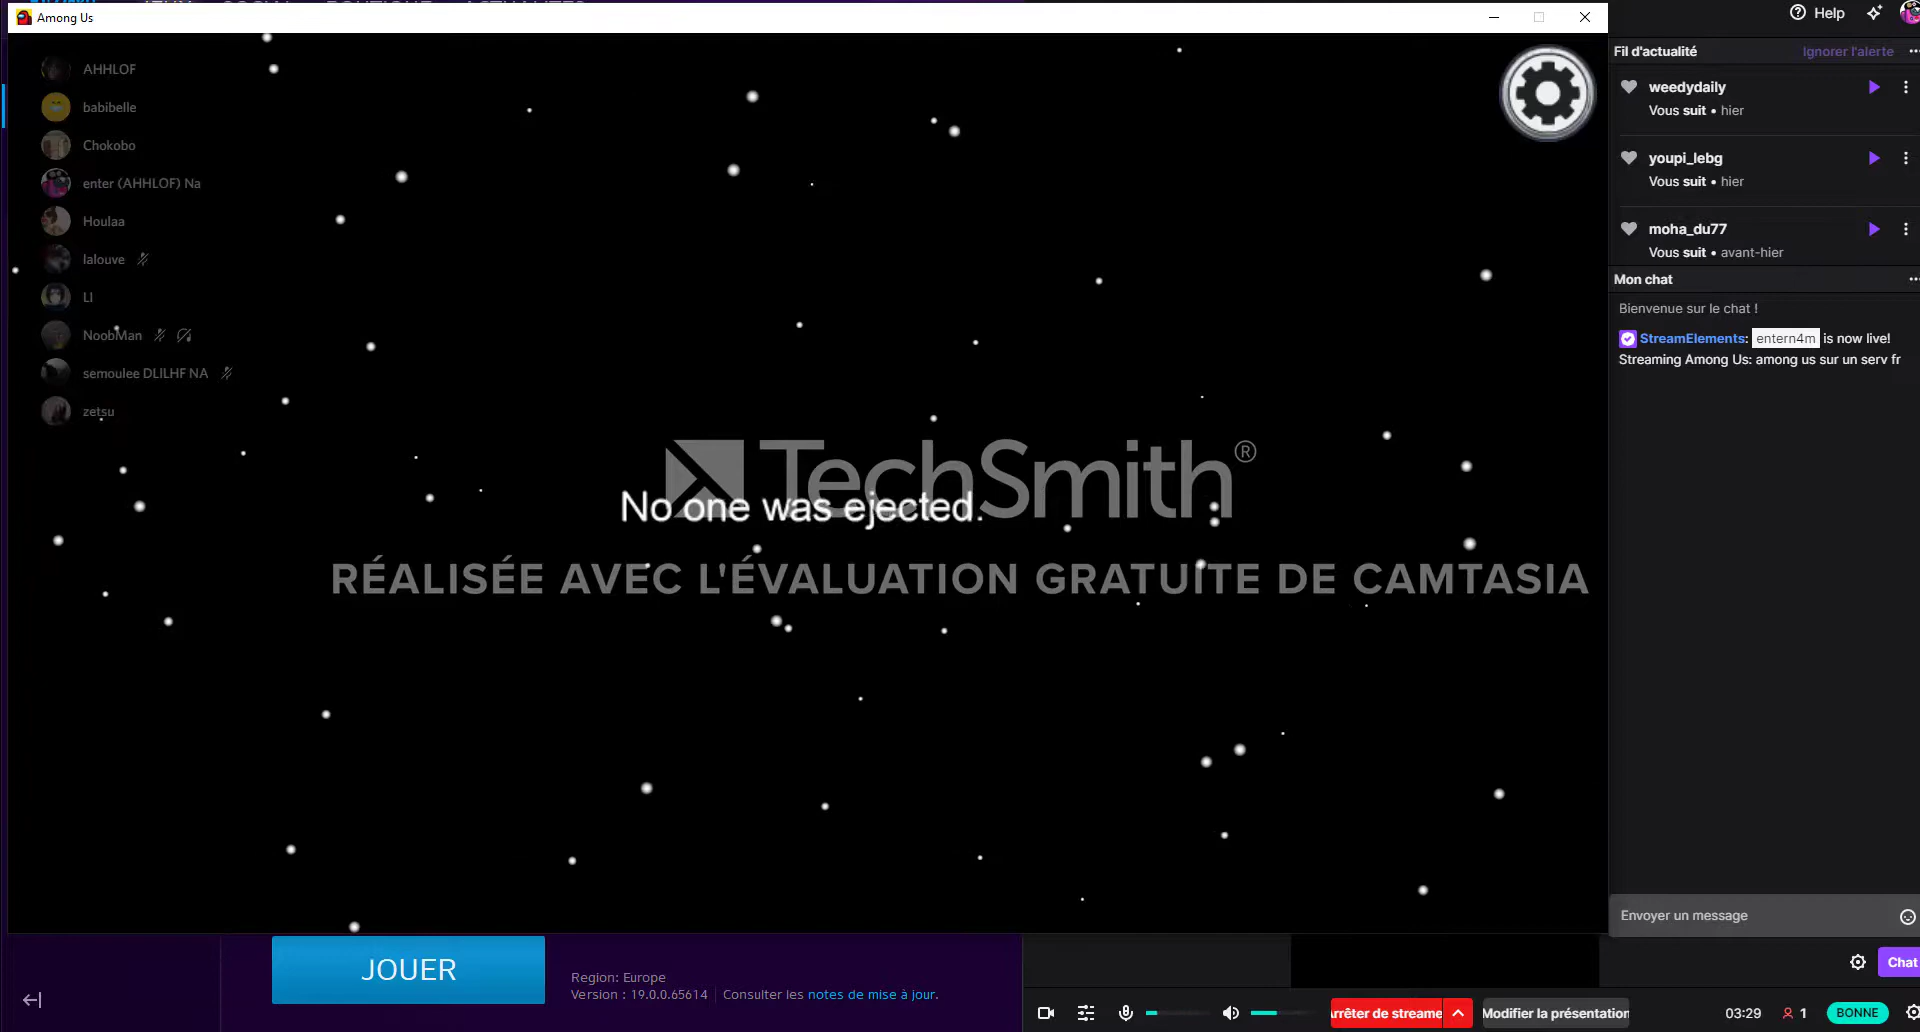 Among Us
AHHLOF
babibelle
Chokobo
enter (AHHLOF) Na
Houlaa
lalouve
LI
NoobMan
semoulee DLILHF NA
zetsu
TechSmith®
No one was ejected.
RÉALISÉE AVEC L'ÉVALUATION GRATUITE DE CAMTASIA
Help
Fil d'actualité Ignorer l'alerte
weedydaily
Vous suit • hier
youpi_lebg
Vous suit • hier
moha_du77
Vous suit • avant-hier
Mon chat
Bienvenue sur le chat !
StreamElements: entern4m is now live!
Streaming Among Us: among us sur un serv fr
Envoyer un message
Chat
JOUER
Region: Europe
Version : 19.0.0.65614 Consulter les notes de mise à jour.
rrêter de streame
Modifier la présentation
03:29 1 BONNE